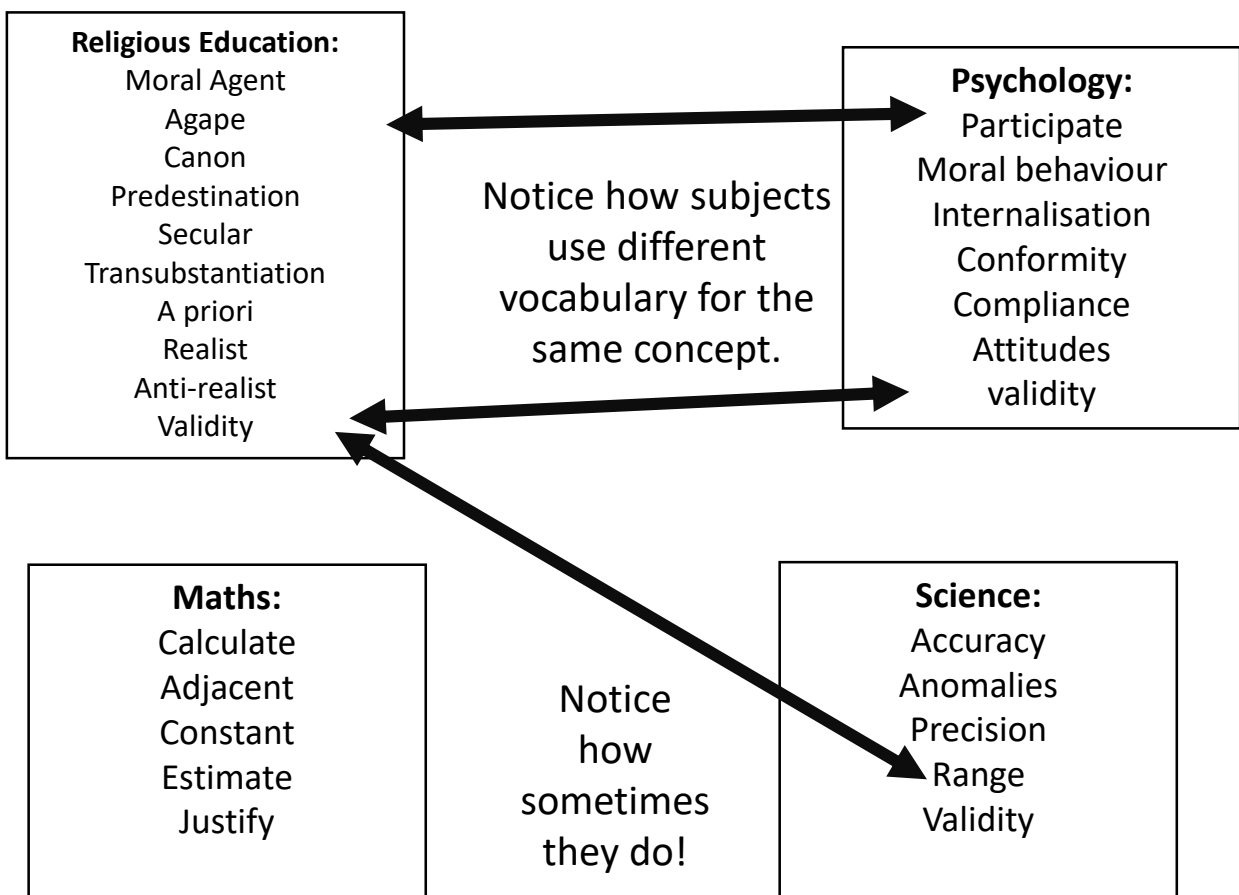 Religious Education:
Moral Agent
Agape
Canon
Predestination
Secular
Transubstantiation
A priori
Realist
Anti-realist
Validity
Notice how subjects
use different
vocabulary for the
same concept.
Psychology:
Participate
Moral behaviour
Internalisation
Conformity
Compliance
Attitudes
validity
Maths:
Calculate
Adjacent
Constant
Estimate
Justify
Notice
how
sometimes
they do!
Science:
Accuracy
Anomalies
Precision
Range
Validity